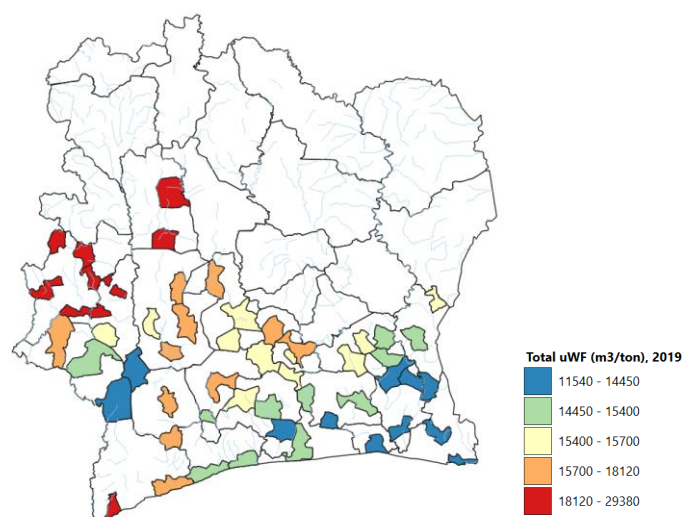 Total uWF (m3/ton), 2019
11540 - 14450
14450 - 15400
15400 - 15700
15700 - 18120
18120 - 29380